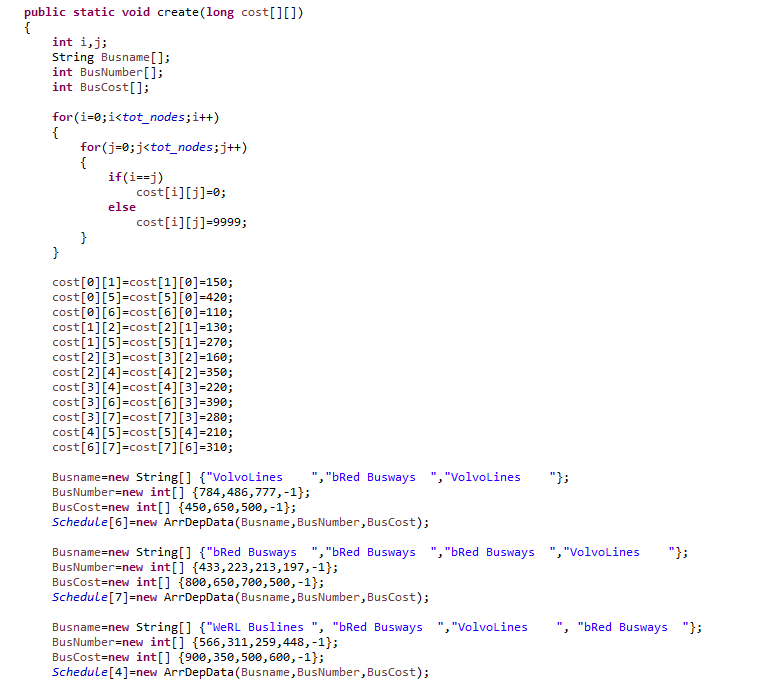 public static void create(long cost[][])
{
    int i,j;
    String Busname[];
    int BusNumber[];
    int BusCost[];

    for(i=0;i<tot_nodes;i++)
    {
        for(j=0;j<tot_nodes;j++)
        {
            if(i==j)
                cost[i][j]=0;
            else
                cost[i][j]=9999;
        }
    }

    cost[0][1]=cost[1][0]=150;
    cost[0][5]=cost[5][0]=420;
    cost[0][6]=cost[6][0]=110;
    cost[1][2]=cost[2][1]=130;
    cost[1][5]=cost[5][1]=270;
    cost[2][3]=cost[3][2]=160;
    cost[2][4]=cost[4][2]=350;
    cost[3][4]=cost[4][3]=220;
    cost[3][6]=cost[6][3]=390;
    cost[3][7]=cost[7][3]=280;
    cost[4][5]=cost[5][4]=210;
    cost[6][7]=cost[7][6]=310;

    Busname=new String[] {"VolvoLines    ","bRed Busways  ","VolvoLines    "};
    BusNumber=new int[] {784,486,777,-1};
    BusCost=new int[] {450,650,500,-1};
    Schedule[6]=new ArrDepData(Busname,BusNumber,BusCost);

    Busname=new String[] {"bRed Busways  ","bRed Busways  ","bRed Busways  ","VolvoLines    "};
    BusNumber=new int[] {433,223,213,197,-1};
    BusCost=new int[] {800,650,700,500,-1};
    Schedule[7]=new ArrDepData(Busname,BusNumber,BusCost);

    Busname=new String[] {"WeRL Buslines ", "bRed Busways  ","VolvoLines    ", "bRed Busways  "};
    BusNumber=new int[] {566,311,259,448,-1};
    BusCost=new int[] {900,350,500,600,-1};
    Schedule[4]=new ArrDepData(Busname,BusNumber,BusCost);